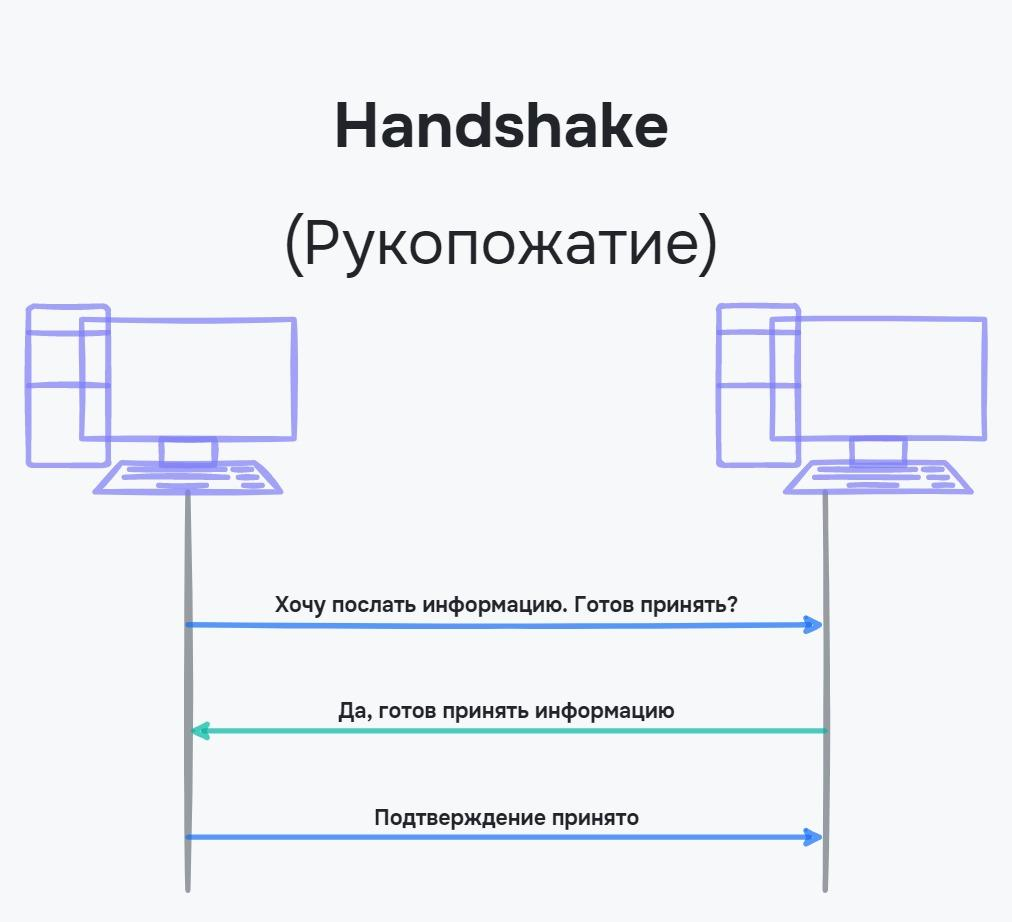 Handshake
(Рукопожатие)
Хочу послать информацию. Готов принять?
Да, готов принять информацию
Подтверждение принято